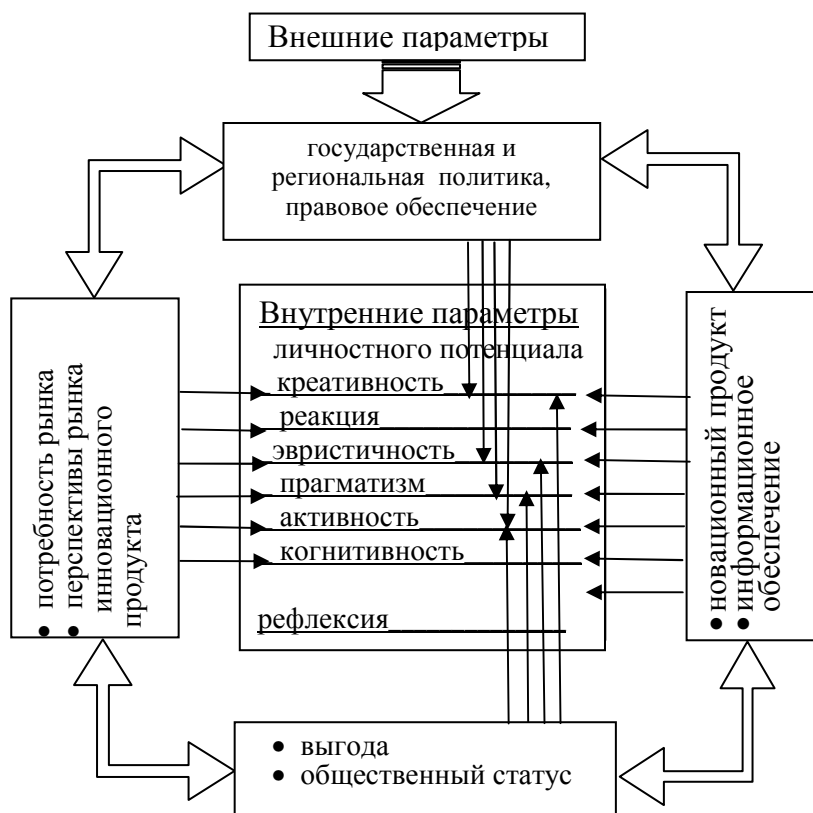 Внешние параметры
государственная и
региональная политика,
правовое обеспечение
• потребность рынка
• перспективы рынка
инновационного
продукта
Внутренние параметры
личностного потенциала
креативность
реакция
эвристичность
прагматизм
активность
когнитивность
рефлексия
• новационный продукт
• информационное
обеспечение
• выгода
• общественный статус